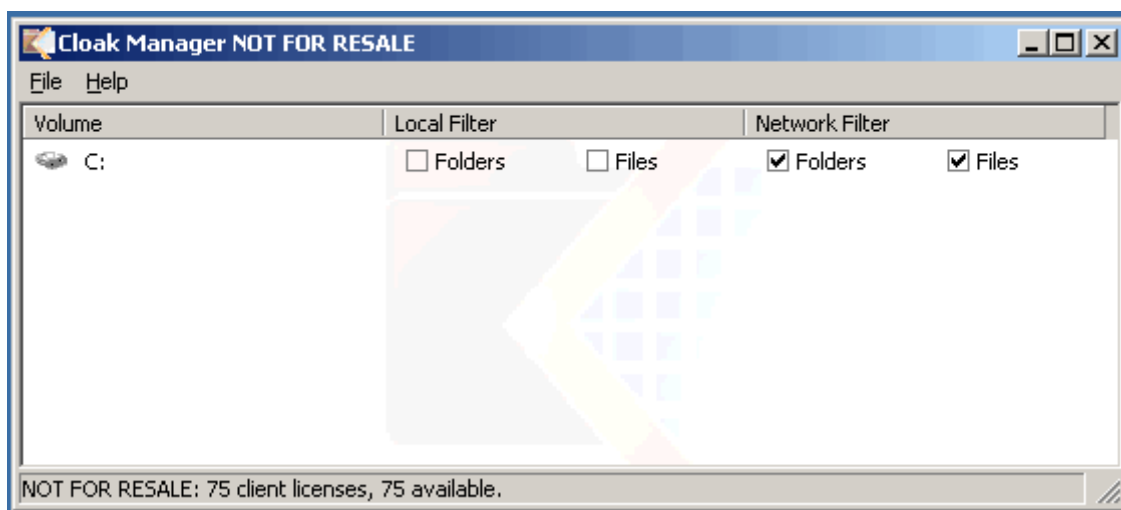 Cloak Manager NOT FOR RESALE
File Help
Volume Local Filter Network Filter
C: Folders Files Folders Files
NOT FOR RESALE: 75 client licenses, 75 available.